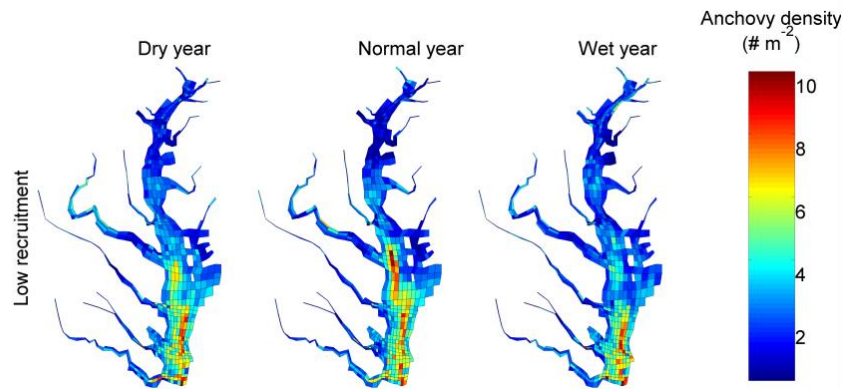 Anchovy density
(# m⁻²)
Dry year
Normal year
Wet year
10
8
6
4
2
Low recruitment